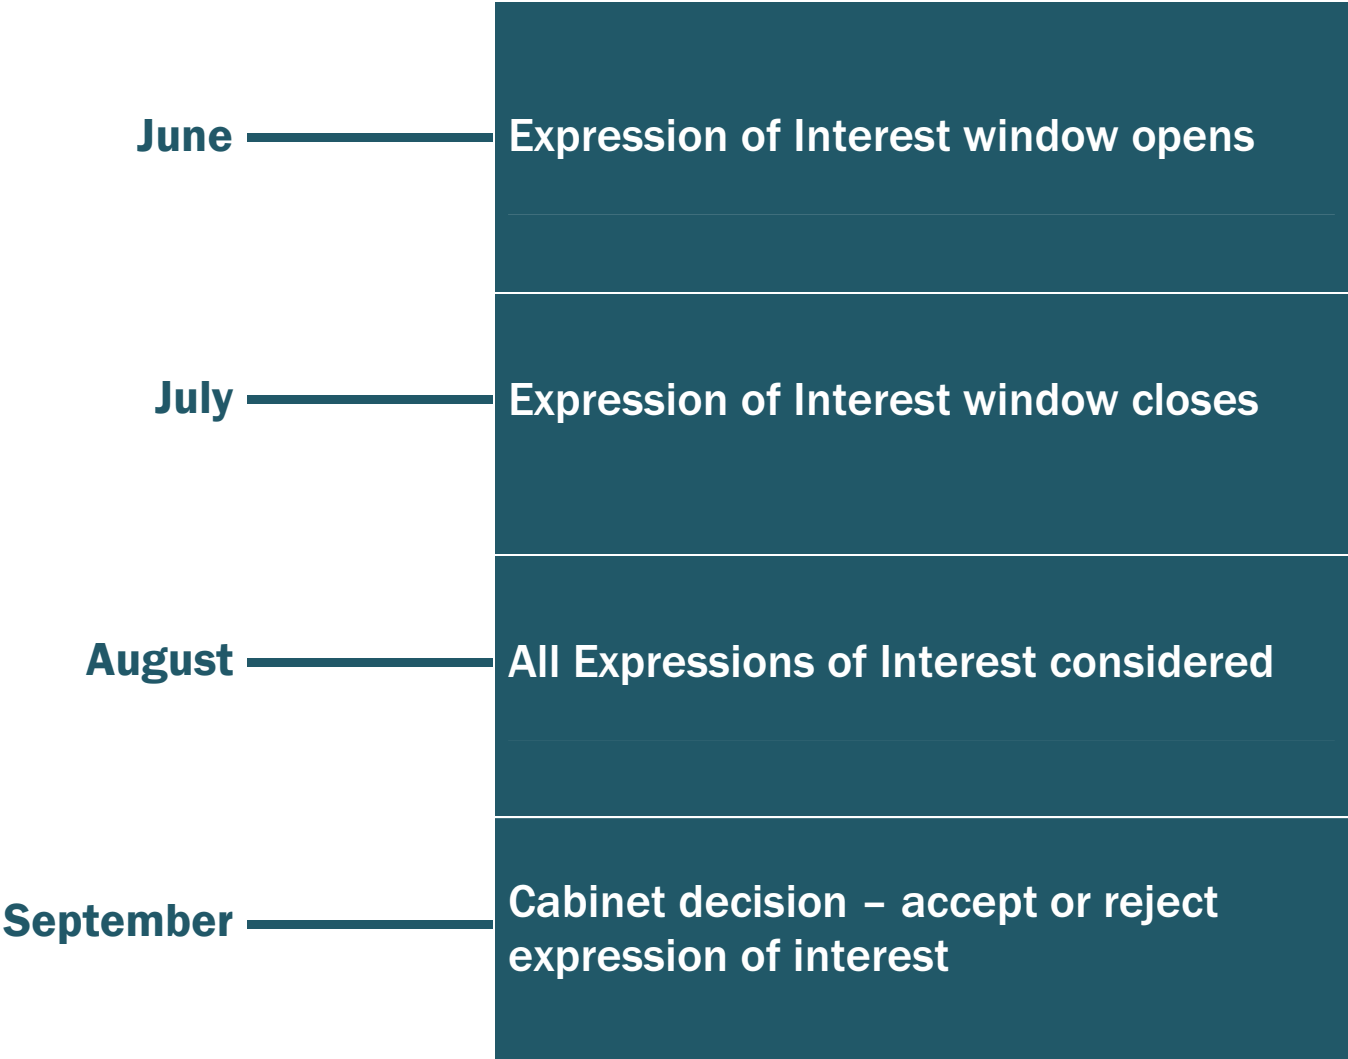 June
Expression of Interest window opens
July
Expression of Interest window closes
August
All Expressions of Interest considered
September
Cabinet decision – accept or reject
expression of interest